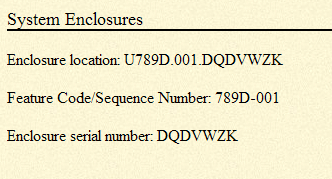 System Enclosures
Enclosure location: U789D.001.DQDVWZK
Feature Code/Sequence Number: 789D-001
Enclosure serial number: DQDVWZK